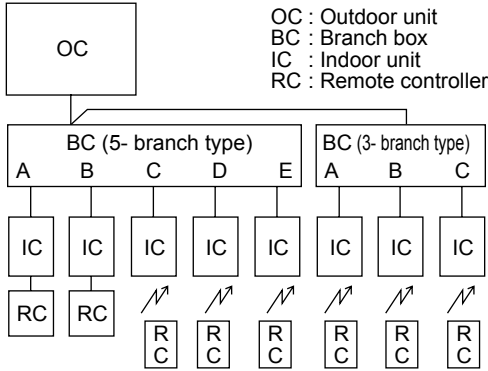 OC
OC : Outdoor unit
BC : Branch box
IC : Indoor unit
RC : Remote controller
BC (5- branch type)
A B C D E
BC (3- branch type)
A B C
IC IC IC IC IC IC IC IC
RC RC
R R R R R R
C C C C C C